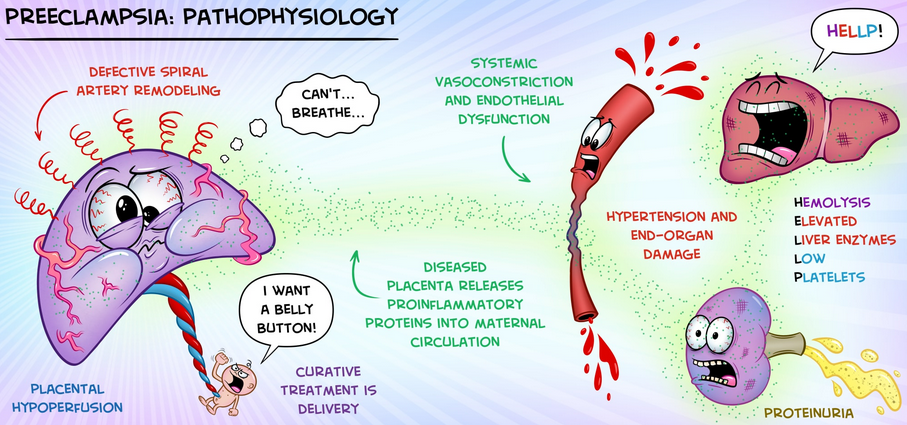 PREECLAMPSIA: PATHOPHYSIOLOGY
DEFECTIVE SPIRAL
ARTERY REMODELING
CAN'T...
BREATHE...
SYSTEMIC
VASOCONSTRICTION
AND ENDOTHELIAL
DYSFUNCTION
HELLP!
HYPERTENSION AND
END-ORGAN
DAMAGE
HEMOLYSIS
ELEVATED
LIVER ENZYMES
LOW
PLATELETS
DISEASED
PLACENTA RELEASES
PROINFLAMMATORY
PROTEINS INTO MATERNAL
CIRCULATION
I WANT
A BELLY
BUTTON!
PLACENTAL
HYPOPERFUSION
CURATIVE
TREATMENT IS
DELIVERY
PROTEINURIA